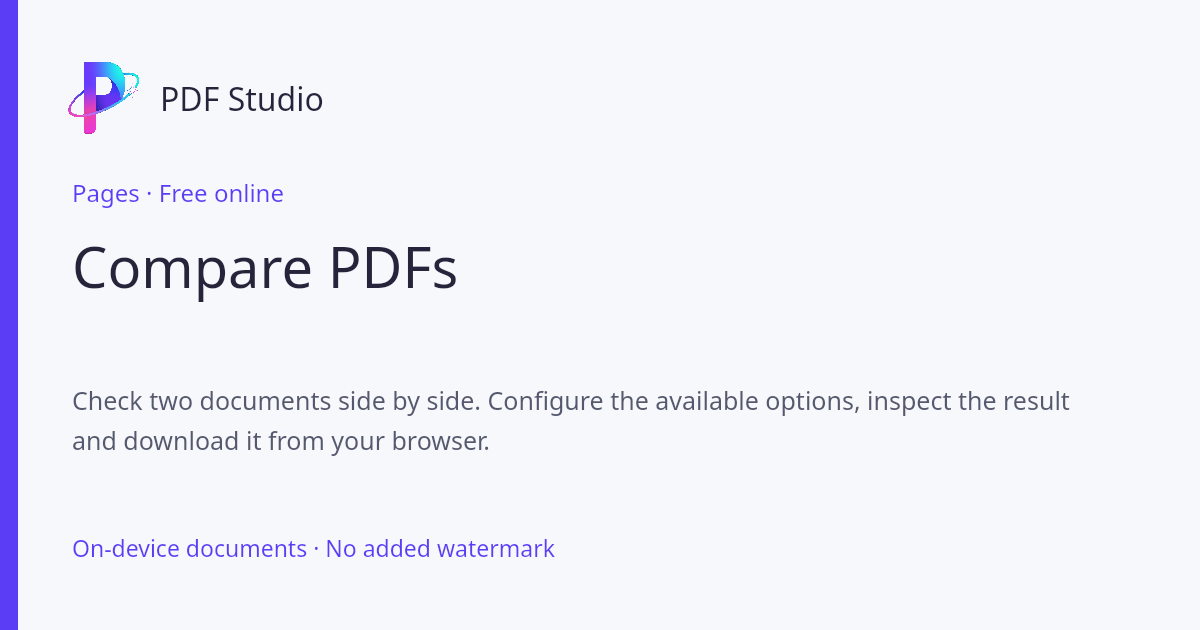 PDF Studio
Pages · Free online
Compare PDFs
Check two documents side by side. Configure the available options, inspect the result
and download it from your browser.
On-device documents · No added watermark